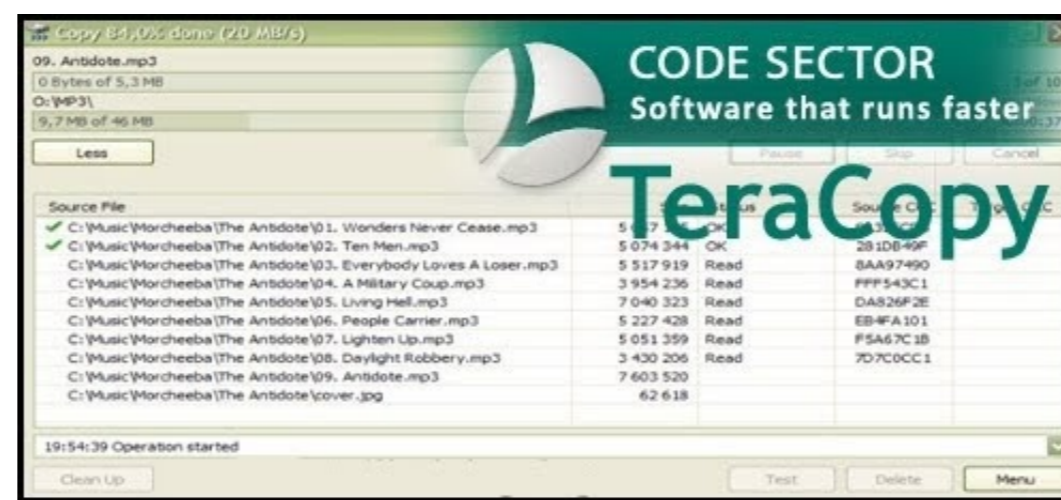 Copy 84,0% done (20 MB/s)
09. Antidote.mp3
0 Bytes of 5,3 MB
O:\MP3\
9,7 MB of 46 MB
CODE SECTOR
Software that runs faster
TeraCopy
Less
Pause
Skip
Cancel
Source File
C:\Music\Morcheeba\The Antidote\01. Wonders Never Cease.mp3 OK
C:\Music\Morcheeba\The Antidote\02. Ten Men.mp3 5 074 344 OK 281DB49F
C:\Music\Morcheeba\The Antidote\03. Everybody Loves A Loser.mp3 5 517 919 Read 8AA97490
C:\Music\Morcheeba\The Antidote\04. A Military Coup.mp3 3 954 236 Read FFF543C1
C:\Music\Morcheeba\The Antidote\05. Living Hell.mp3 7 040 323 Read DA826F2E
C:\Music\Morcheeba\The Antidote\06. People Carrier.mp3 5 227 428 Read EB4FA101
C:\Music\Morcheeba\The Antidote\07. Lighten Up.mp3 5 051 359 Read F5A67C1B
C:\Music\Morcheeba\The Antidote\08. Daylight Robbery.mp3 3 430 206 Read 7D7C0CC1
C:\Music\Morcheeba\The Antidote\09. Antidote.mp3 7 603 520
C:\Music\Morcheeba\The Antidote\cover.jpg 62 618
19:54:39 Operation started
Clean Up
Test
Delete
Menu